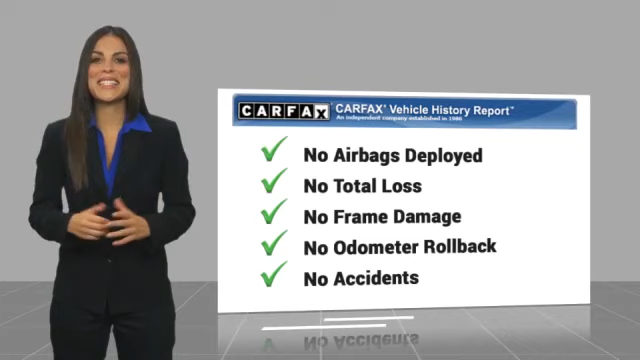 CARFAX CARFAX® Vehicle History Report™
An independent company established in 1986
No Airbags Deployed
No Total Loss
No Frame Damage
No Odometer Rollback
No Accidents